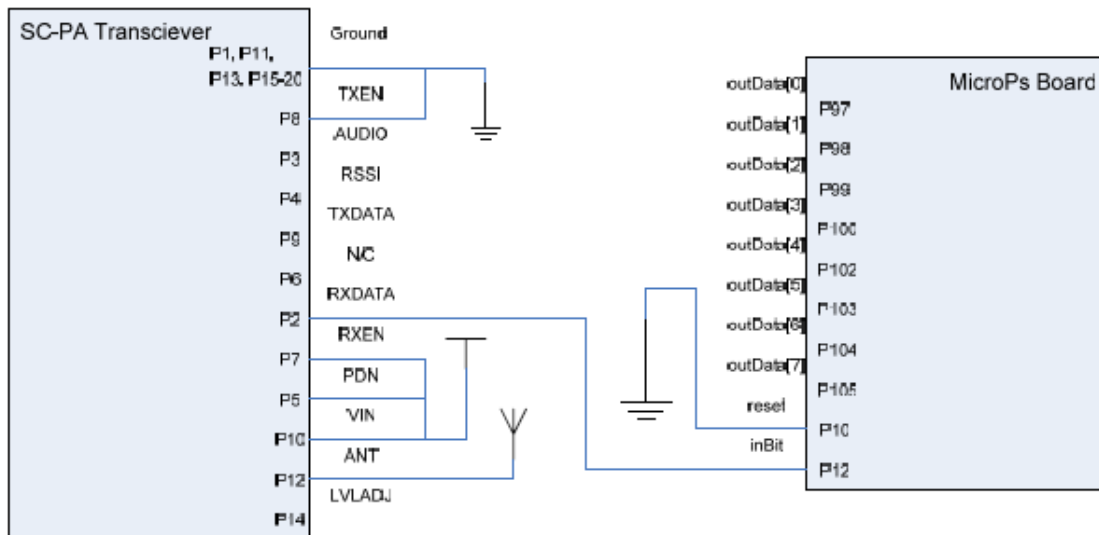 SC-PA Transciever
P1, P11,
P13, P15-20
P8
P3
P4
P9
P6
P2
P7
P5
P10
P12
P14
Ground
TXEN
AUDIO
RSSI
TXDATA
N/C
RXDATA
RXEN
PDN
VIN
ANT
LVLADJ
outData[0]
outData[1]
outData[2]
outData[3]
outData[4]
outData[5]
outData[6]
outData[7]
reset
inBit
MicroPs Board
P97
P98
P99
P100
P102
P103
P104
P105
P10
P12